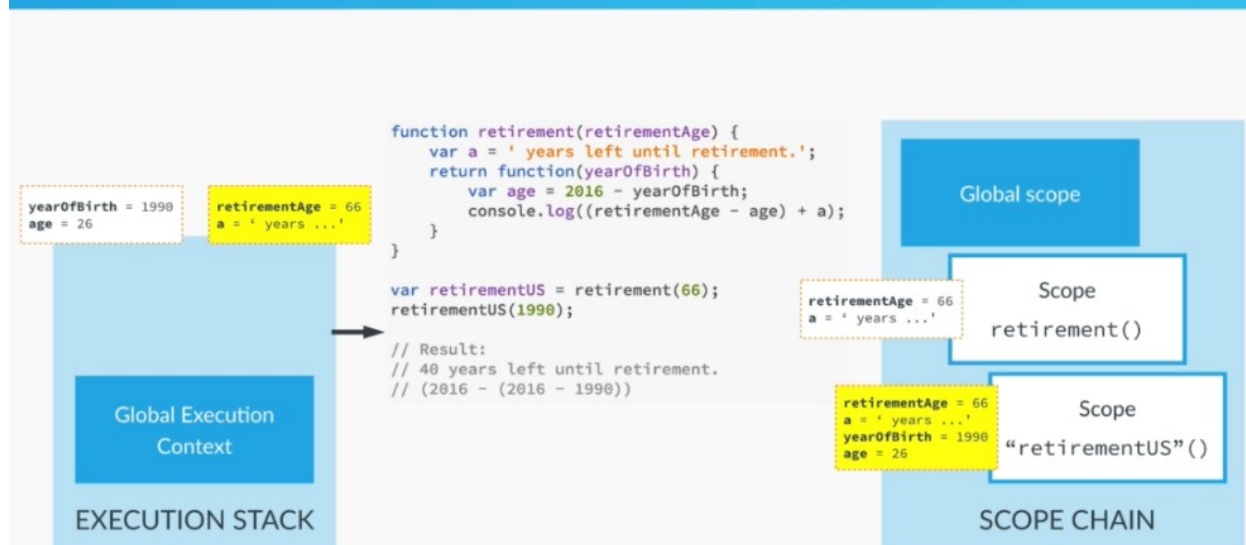 yearOfBirth = 1990
age = 26
retirementAge = 66
a = ‘ years ...'
Global Execution
Context
EXECUTION STACK
function retirement(retirementAge) {
var a = ' years left until retirement.';
return function(yearOfBirth) {
var age = 2016 - yearOfBirth;
console.log((retirementAge - age) + a);
}
}
var retirementUS = retirement(66);
retirementUS(1990);
// Result:
// 40 years left until retirement.
// (2016 - (2016 - 1990))
Global scope
retirementAge = 66
a = ‘ years ...'
Scope
retirement()
retirementAge = 66
a = ‘ years ...'
yearOfBirth = 1990
age = 26
Scope
“retirementUS”()
SCOPE CHAIN